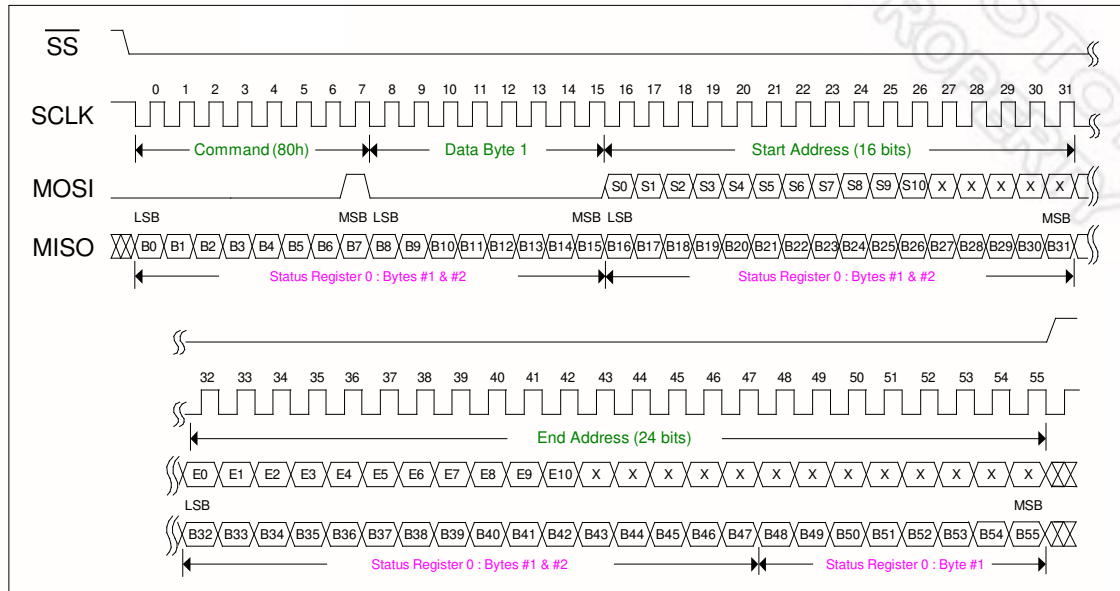 SS
0 1 2 3 4 5 6 7 8 9 10 11 12 13 14 15 16 17 18 19 20 21 22 23 24 25 26 27 28 29 30 31
SCLK
Command (80h) Data Byte 1 Start Address (16 bits)
MOSI S0 S1 S2 S3 S4 S5 S6 S7 S8 S9 S10 X X X X X
LSB MSB LSB MSB LSB MSB
MISO B0 B1 B2 B3 B4 B5 B6 B7 B8 B9 B10 B11 B12 B13 B14 B15 B16 B17 B18 B19 B20 B21 B22 B23 B24 B25 B26 B27 B28 B29 B30 B31
Status Register 0 : Bytes #1 & #2 Status Register 0 : Bytes #1 & #2
32 33 34 35 36 37 38 39 40 41 42 43 44 45 46 47 48 49 50 51 52 53 54 55
End Address (24 bits)
E0 E1 E2 E3 E4 E5 E6 E7 E8 E9 E10 X X X X X X X X X X X X X
LSB MSB
B32 B33 B34 B35 B36 B37 B38 B39 B40 B41 B42 B43 B44 B45 B46 B47 B48 B49 B50 B51 B52 B53 B54 B55
Status Register 0 : Bytes #1 & #2 Status Register 0 : Byte #1